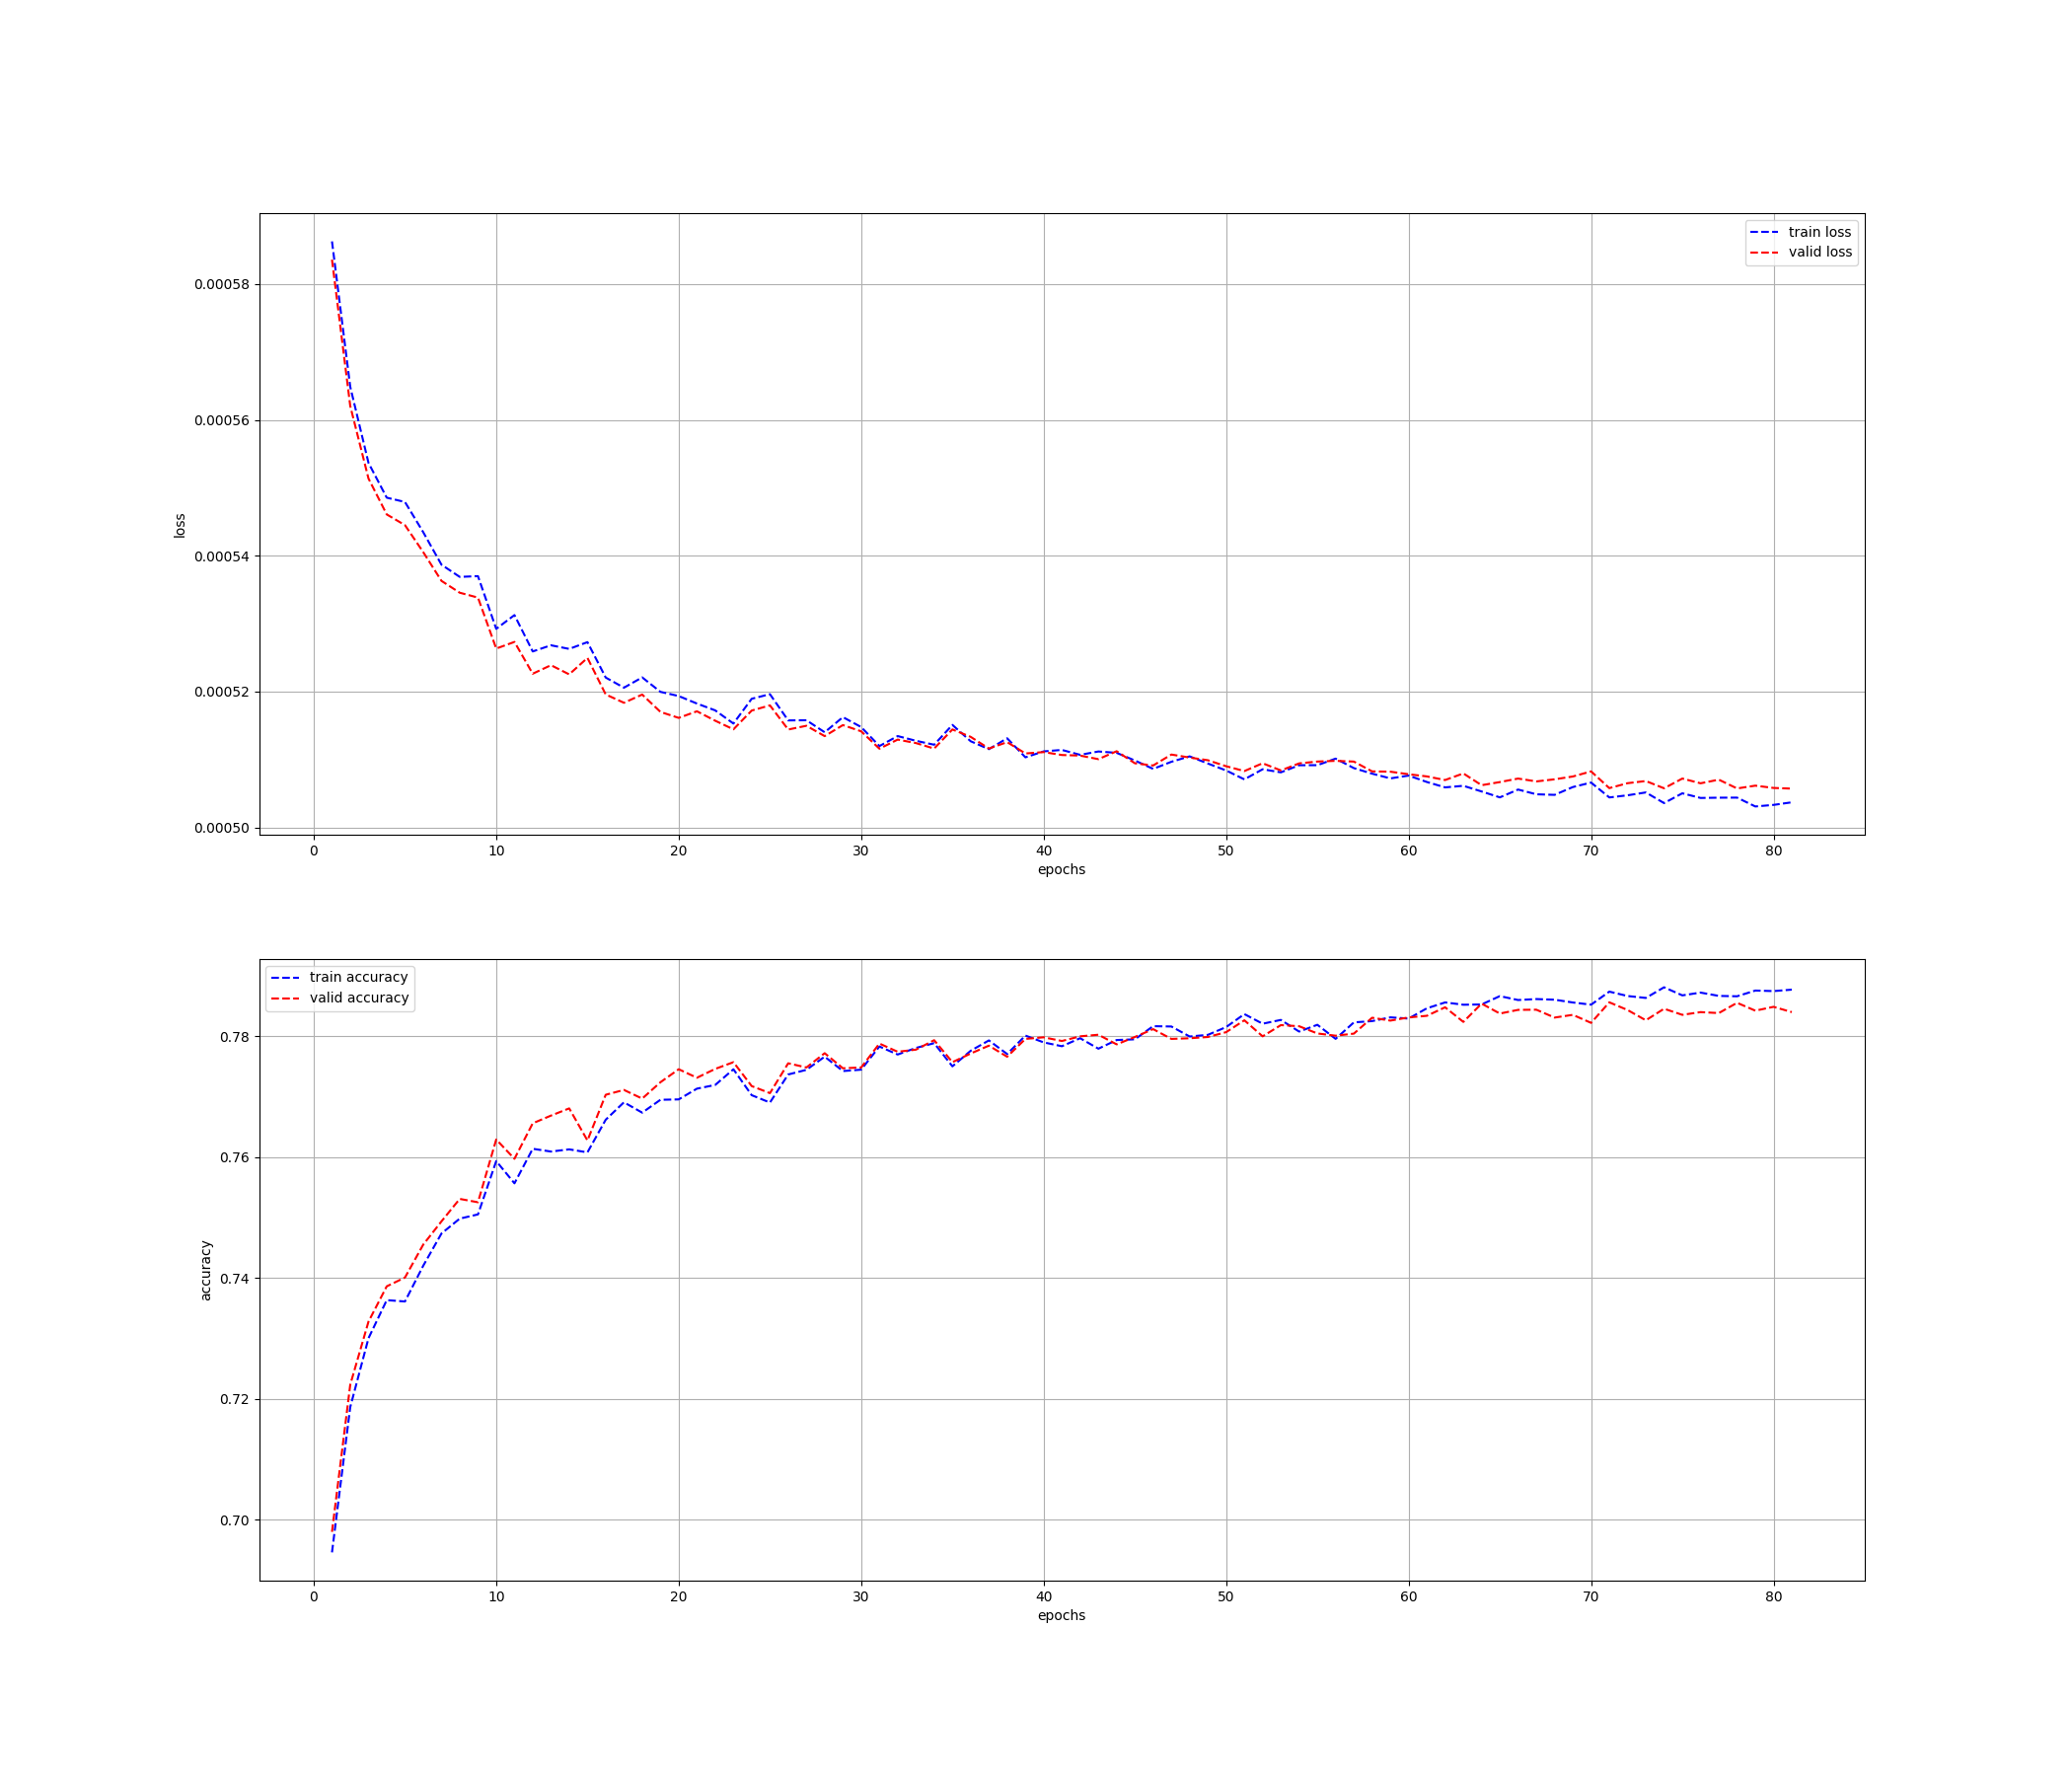 train loss
valid loss
0.00058
0.00056
0.00054
0.00052
0.00050
loss
0 10 20 30 40 50 60 70 80
epochs
train accuracy
valid accuracy
0.78
0.76
0.74
0.72
0.70
accuracy
0 10 20 30 40 50 60 70 80
epochs